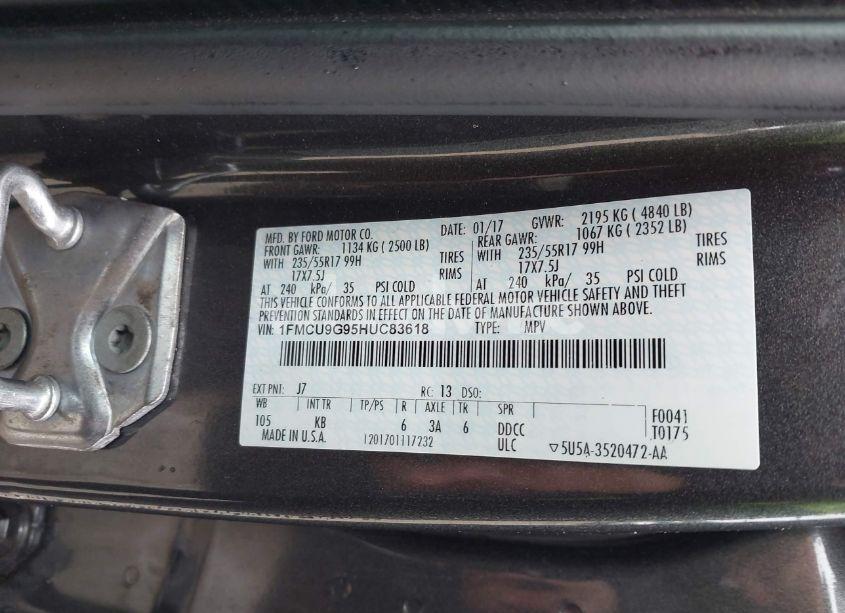 MFD. BY FORD MOTOR CO. DATE: 01/17 GVWR: 2195 KG ( 4840 LB)
FRONT GAWR: 1134 KG ( 2500 LB) REAR GAWR: 1067 KG ( 2352 LB)
WITH 235/55R17 99H TIRES WITH 235/55R17 99H TIRES
17X7.5J RIMS 17X7.5J RIMS
AT 240 kPa/ 35 PSI COLD AT 240 kPa/ 35 PSI COLD
THIS VEHICLE CONFORMS TO ALL APPLICABLE FEDERAL MOTOR VEHICLE SAFETY AND THEFT
PREVENTION STANDARDS IN EFFECT ON THE DATE OF MANUFACTURE SHOWN ABOVE.
VIN: 1FMCU9G95HUC83618 TYPE: MPV
EXT PNT: J7 RC: 13 DSO:
WB INT TR TP/PS R AXLE TR SPR
105 KB 6 3A 6 DDCC F0041
MADE IN U.S.A. 1201701117232 ULC ▽5U5A-3520472-AA T0175